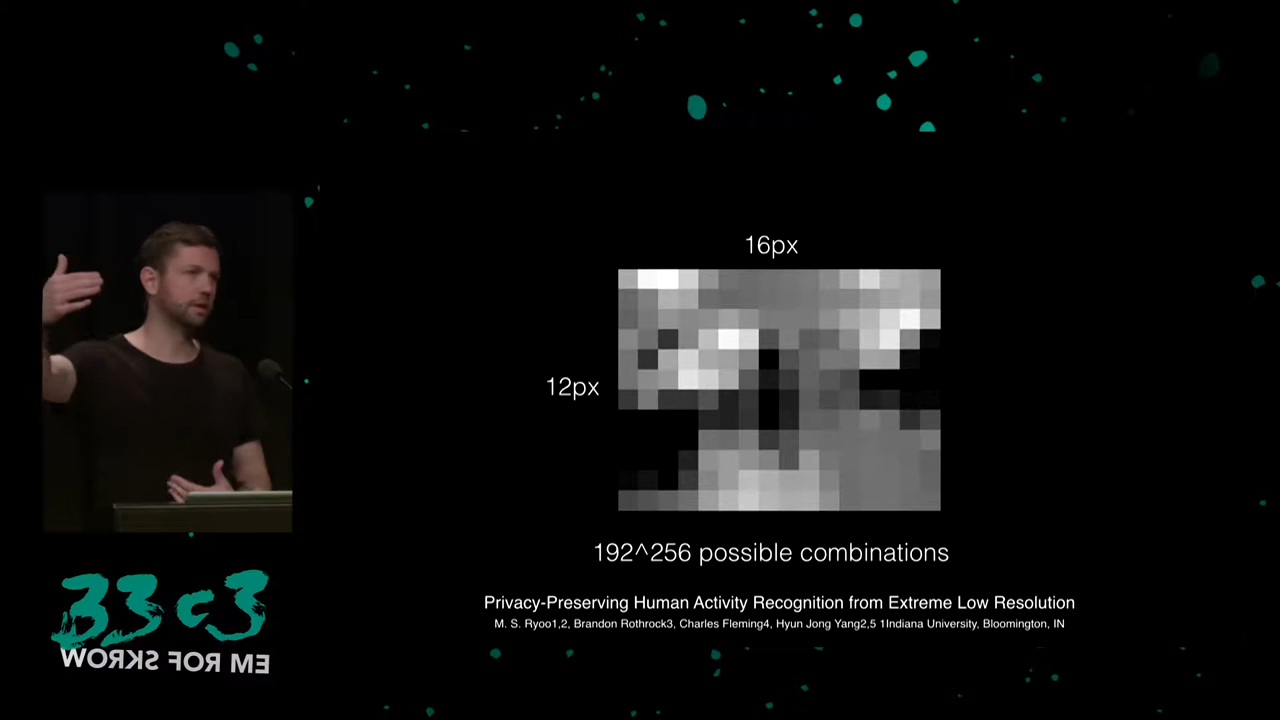 16px
12px
192^256 possible combinations
Privacy-Preserving Human Activity Recognition from Extreme Low Resolution
M. S. Ryoo1,2, Brandon Rothrock3, Charles Fleming4, Hyun Jong Yang2,5 1Indiana University, Bloomington, IN
33c3
WORKS FOR ME